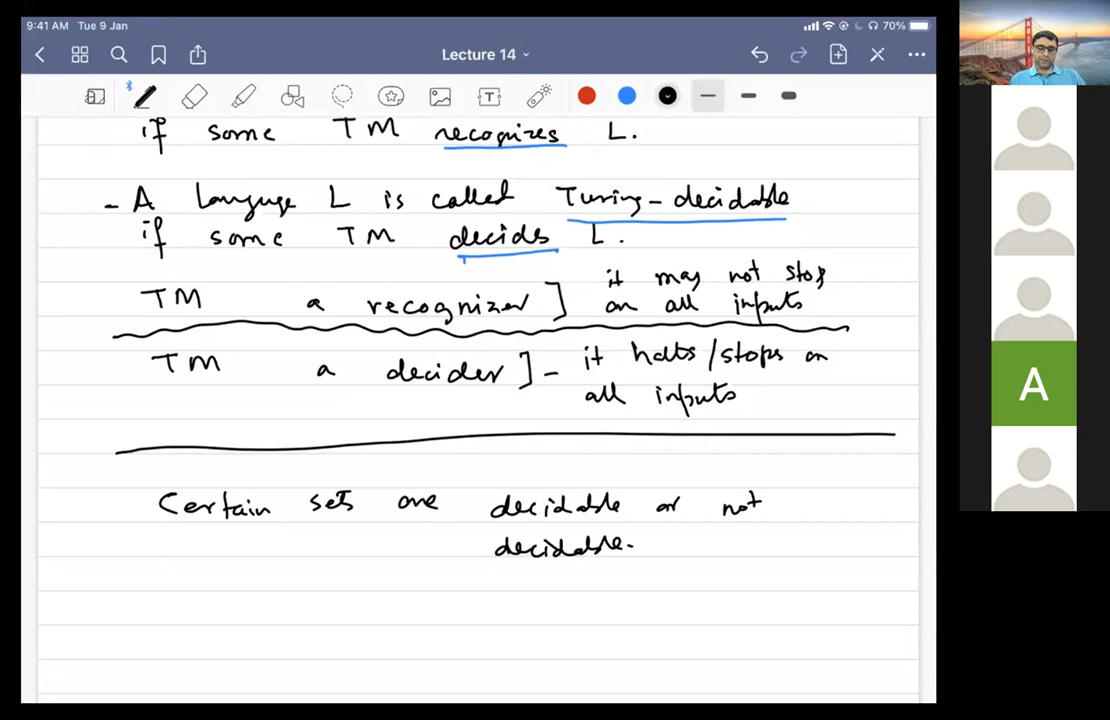 9:41 AM Tue 9 Jan
70%
Lecture 14
T
if some TM recognizes L.
- A language L is called Turing-decidable
if some TM decides L.
TM a recognizer ] it may not stop
on all inputs
TM a decider ] - it halts/stops on
all inputs
Certain sets are decidable or not
decidable.
A